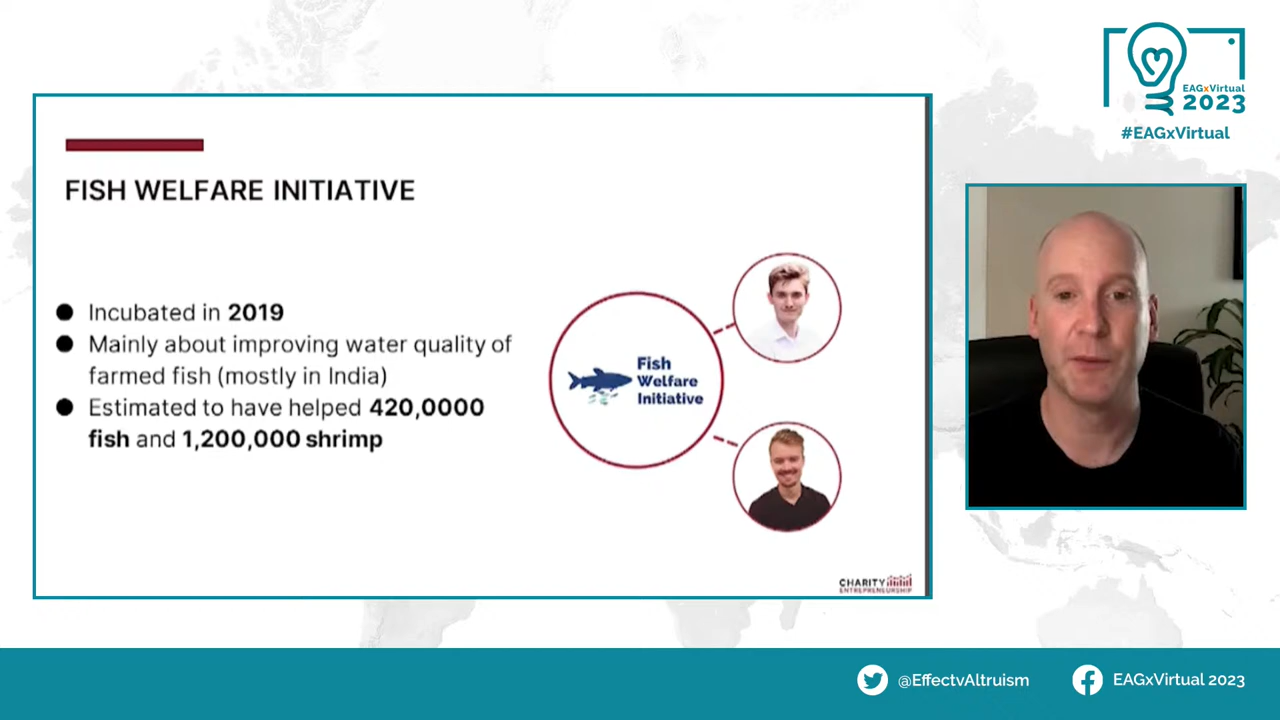 EAGxVirtual
2023
#EAGxVirtual
FISH WELFARE INITIATIVE
Incubated in 2019
Mainly about improving water quality of
farmed fish (mostly in India)
Estimated to have helped 420,0000
fish and 1,200,000 shrimp
Fish
Welfare
Initiative
CHARITY
ENTREPRENEURSHIP
@EffectvAltruism
EAGxVirtual 2023